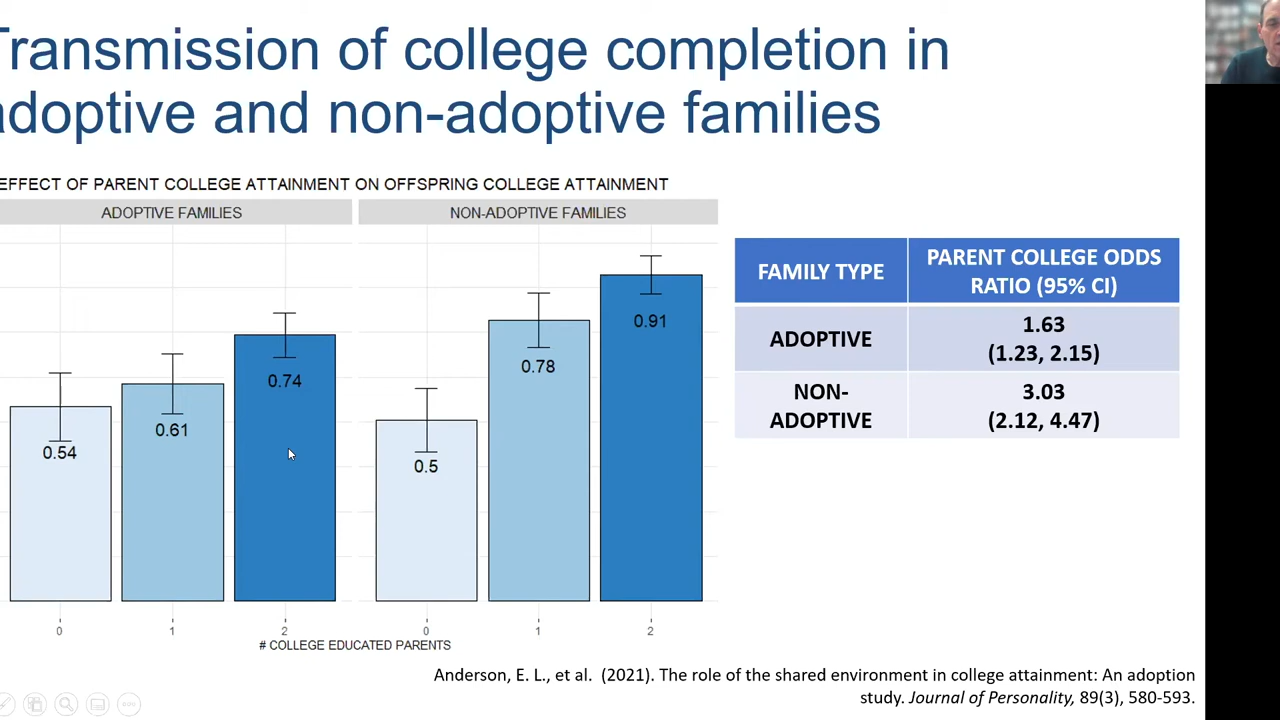 Transmission of college completion in
adoptive and non-adoptive families
EFFECT OF PARENT COLLEGE ATTAINMENT ON OFFSPRING COLLEGE ATTAINMENT
ADOPTIVE FAMILIES
NON-ADOPTIVE FAMILIES
0.54
0.61
0.74
0.5
0.78
0.91
0
1
2
0
1
2
# COLLEGE EDUCATED PARENTS
FAMILY TYPE
PARENT COLLEGE ODDS
RATIO (95% CI)
ADOPTIVE
1.63
(1.23, 2.15)
NON-
ADOPTIVE
3.03
(2.12, 4.47)
Anderson, E. L., et al. (2021). The role of the shared environment in college attainment: An adoption
study. Journal of Personality, 89(3), 580-593.